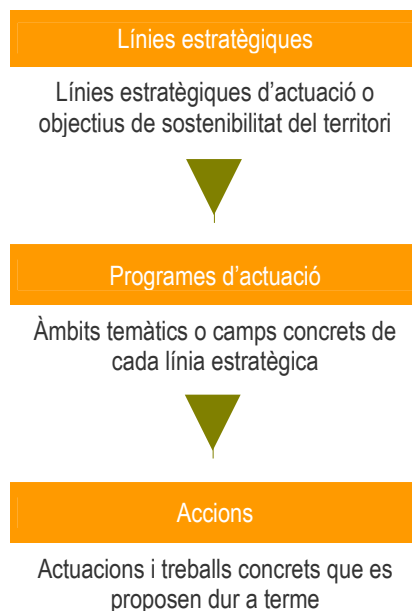 Línies estratègiques
Línies estratègiques d’actuació o
objectius de sostenibilitat del territori
Programes d’actuació
Àmbits temàtics o camps concrets de
cada línia estratègica
Accions
Actuacions i treballs concrets que es
proposen dur a terme